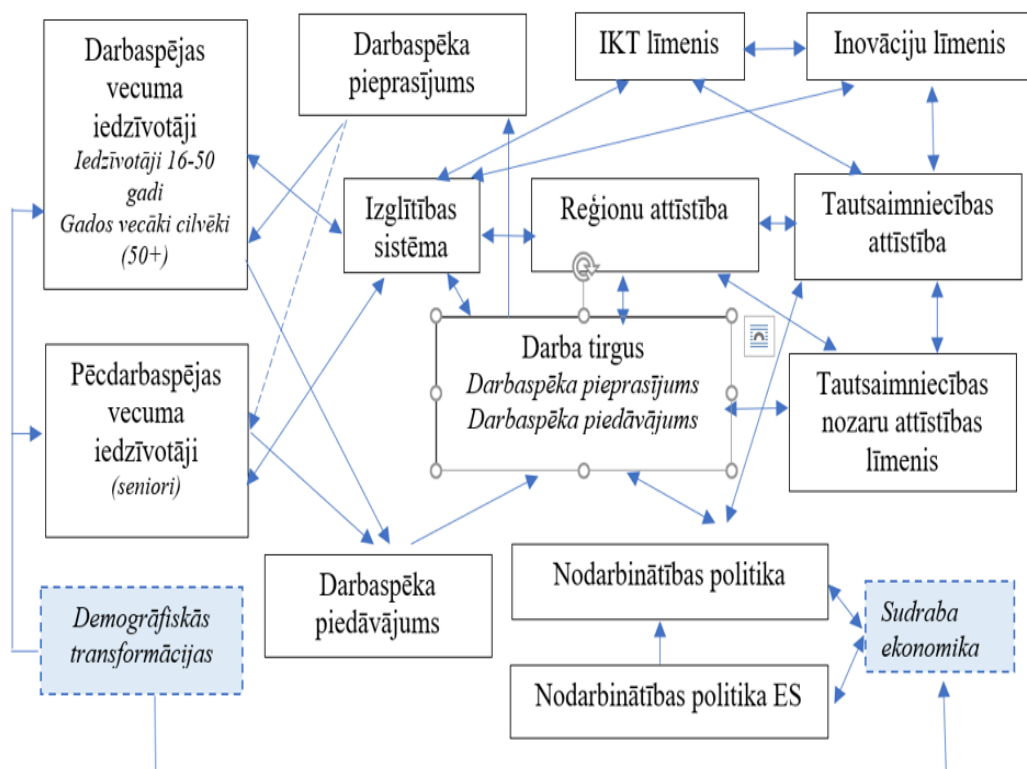 Darbaspējas
vecuma
iedzīvotāji
Iedzīvotāji 16-50
gadi
Gados vecāki cilvēki
(50+)
Darbaspēka
pieprasījums
IKT līmenis
Inovāciju līmenis
Izglītības
sistēma
Reģionu attīstība
Tautsaimniecības
attīstība
Pēcdarbaspējas
vecuma
iedzīvotāji
(seniori)
Darba tirgus
Darbaspēka pieprasījums
Darbaspēka piedāvājums
Tautsaimniecības
nozaru attīstības
līmenis
Demogrāfiskās
transformācijas
Darbaspēka
piedāvājums
Nodarbinātības politika
Nodarbinātības politika ES
Sudraba
ekonomika